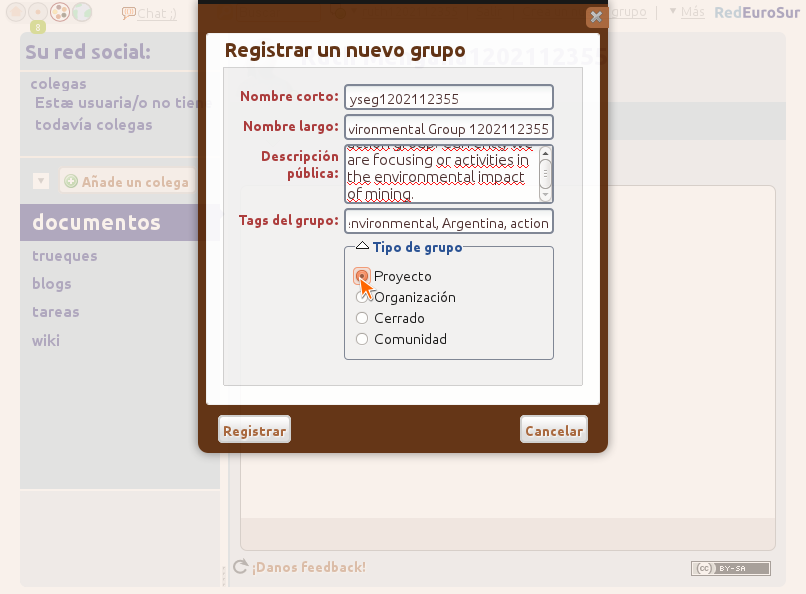 Chat ;)
grupo | Más RedEuroSur
8
Su red social:
colegas
Estæ usuaria/o no tien
todavía colegas
Añade un colega
documentos
trueques
blogs
tareas
wiki
Registrar un nuevo grupo
1202112355
Nombre corto: yseg1202112355
Nombre largo: vironmental Group 1202112355
Descripción pública:
are focusing or activities in
the environmental impact
of mining.
Tags del grupo: nvironmental, Argentina, action
Tipo de grupo
Proyecto
Organización
Cerrado
Comunidad
Registrar
Cancelar
¡Danos feedback!
cc BY-SA